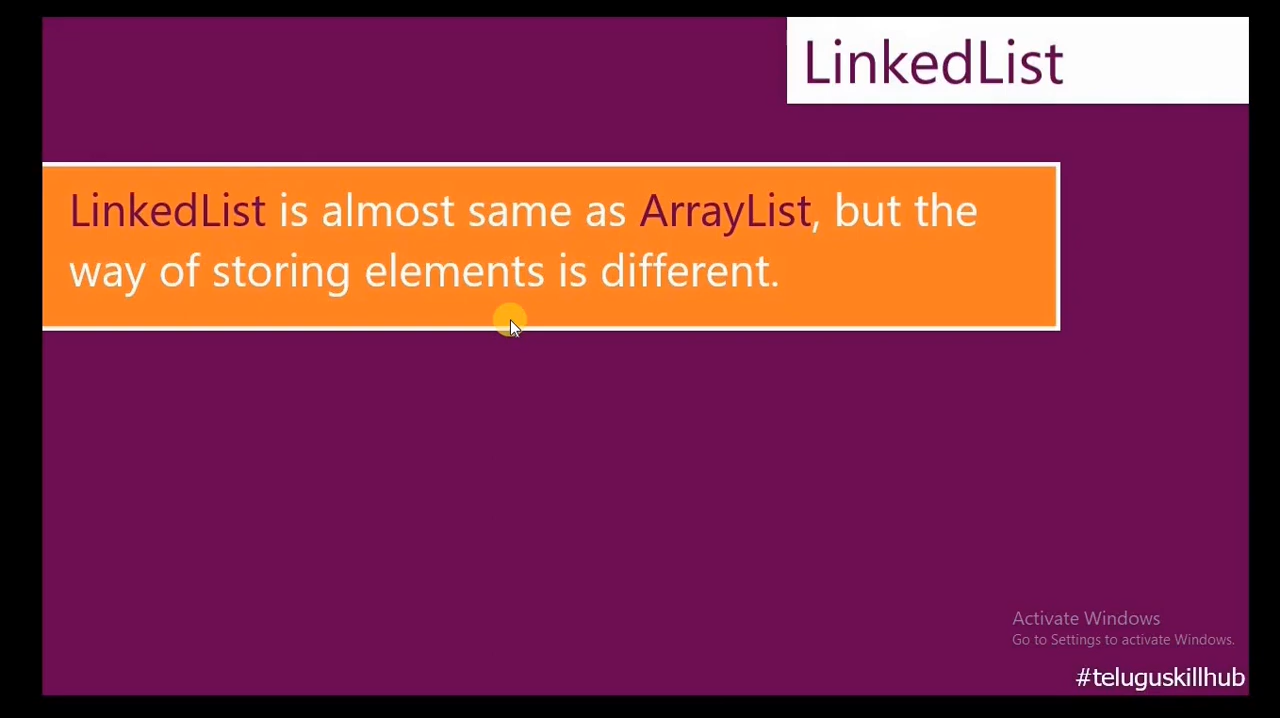 LinkedList
LinkedList is almost same as ArrayList, but the
way of storing elements is different.
Activate Windows
Go to Settings to activate Windows.
#teluguskillhub